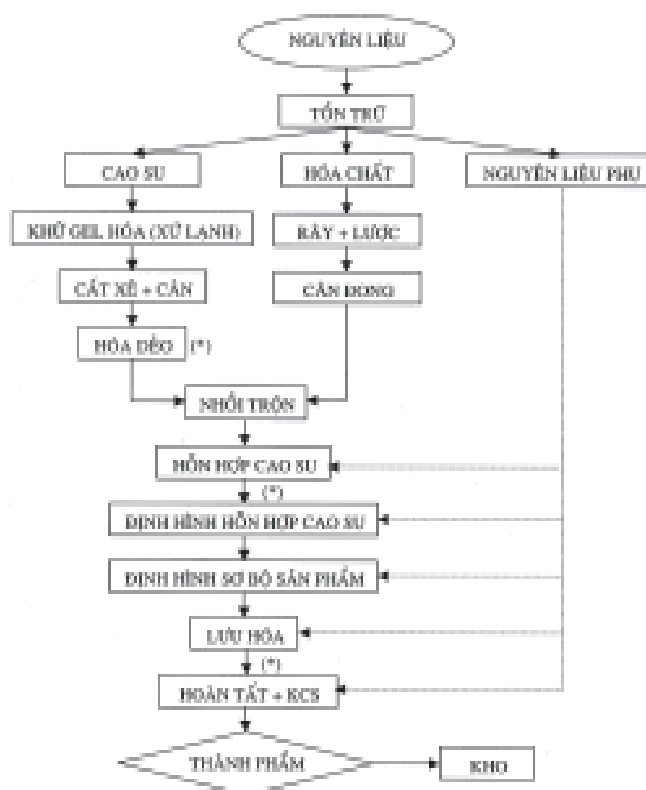 NGUYÊN LIỆU
TỒN TRỮ
CAO SU
HÓA CHẤT
NGUYÊN LIỆU PHỤ
KHỬ GEL HÓA (XỬ LẠNH)
RÂY + LƯỢC
CẮT XẺ + CÂN
CÂN ĐONG
HÓA DẺO (*)
NHỒI TRỘN
HỖN HỢP CAO SU
(*)
ĐỊNH HÌNH HỖN HỢP CAO SU
ĐỊNH HÌNH SƠ BỘ SẢN PHẨM
LƯU HÓA
(*)
HOÀN TẤT + KCS
THÀNH PHẨM
KHO